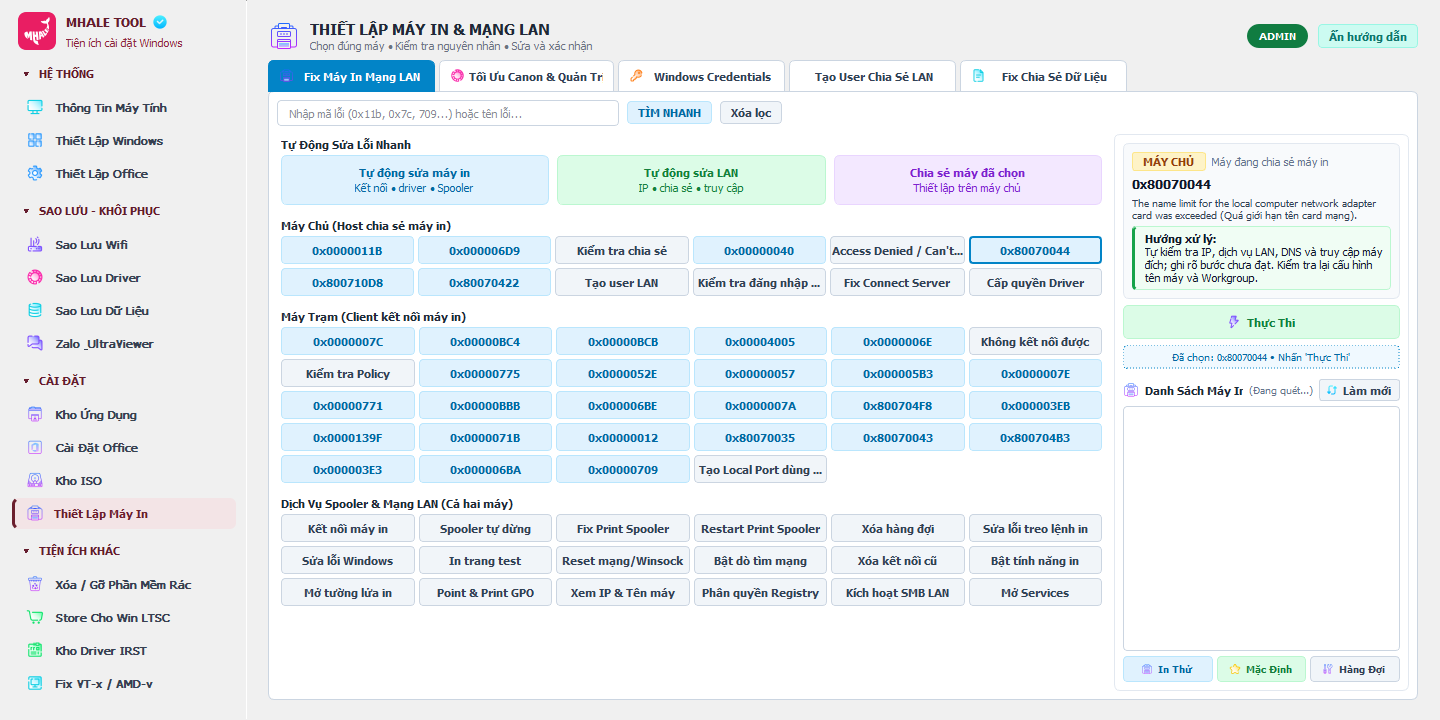 MHALE TOOL
Tiện ích cài đặt Windows
HỆ THỐNG
Thông Tin Máy Tính
Thiết Lập Windows
Thiết Lập Office
SAO LƯU - KHÔI PHỤC
Sao Lưu Wifi
Sao Lưu Driver
Sao Lưu Dữ Liệu
Zalo _UltraViewer
CÀI ĐẶT
Kho Ứng Dụng
Cài Đặt Office
Kho ISO
Thiết Lập Máy In
TIỆN ÍCH KHÁC
Xóa / Gỡ Phần Mềm Rác
Store Cho Win LTSC
Kho Driver IRST
Fix VT-x / AMD-v
THIẾT LẬP MÁY IN & MẠNG LAN
Chọn đúng máy • Kiểm tra nguyên nhân • Sửa và xác nhận
ADMIN
Ẩn hướng dẫn
Fix Máy In Mạng LAN
Tối Ưu Canon & Quản Tr
Windows Credentials
Tạo User Chia Sẻ LAN
Fix Chia Sẻ Dữ Liệu
Nhập mã lỗi (0x11b, 0x7c, 709...) hoặc tên lỗi...
TÌM NHANH
Xóa lọc
Tự Động Sửa Lỗi Nhanh
Tự động sửa máy in
Kết nối • driver • Spooler
Tự động sửa LAN
IP • chia sẻ • truy cập
Chia sẻ máy đã chọn
Thiết lập trên máy chủ
Máy Chủ (Host chia sẻ máy in)
0x0000011B
0x000006D9
Kiểm tra chia sẻ
0x00000040
Access Denied / Can't...
0x80070044
0x800710D8
0x80070422
Tạo user LAN
Kiểm tra đăng nhập ...
Fix Connect Server
Cấp quyền Driver
Máy Trạm (Client kết nối máy in)
0x0000007C
0x00000BC4
0x00000BCB
0x00004005
0x0000006E
Không kết nối được
Kiểm tra Policy
0x00000775
0x0000052E
0x00000057
0x000005B3
0x0000007E
0x00000771
0x00000BBB
0x000006BE
0x0000007A
0x800704F8
0x000003EB
0x0000139F
0x0000071B
0x00000012
0x80070035
0x80070043
0x800704B3
0x000003E3
0x000006BA
0x00000709
Tạo Local Port dùng ...
Dịch Vụ Spooler & Mạng LAN (Cả hai máy)
Kết nối máy in
Spooler tự dừng
Fix Print Spooler
Restart Print Spooler
Xóa hàng đợi
Sửa lỗi treo lệnh in
Sửa lỗi Windows
In trang test
Reset mạng/Winsock
Bật dò tìm mạng
Xóa kết nối cũ
Bật tính năng in
Mở tường lửa in
Point & Print GPO
Xem IP & Tên máy
Phân quyền Registry
Kích hoạt SMB LAN
Mở Services
MÁY CHỦ
Máy đang chia sẻ máy in
0x80070044
The name limit for the local computer network adapter
card was exceeded (Quá giới hạn tên card mạng).
Hướng xử lý:
Tự kiểm tra IP, dịch vụ LAN, DNS và truy cập máy
đích; ghi rõ bước chưa đạt. Kiểm tra lại cấu hình
tên máy và Workgroup.
Thực Thi
Đã chọn: 0x80070044 • Nhấn 'Thực Thi'
Danh Sách Máy Ir
(Đang quét...)
Làm mới
In Thử
Mặc Định
Hàng Đợi